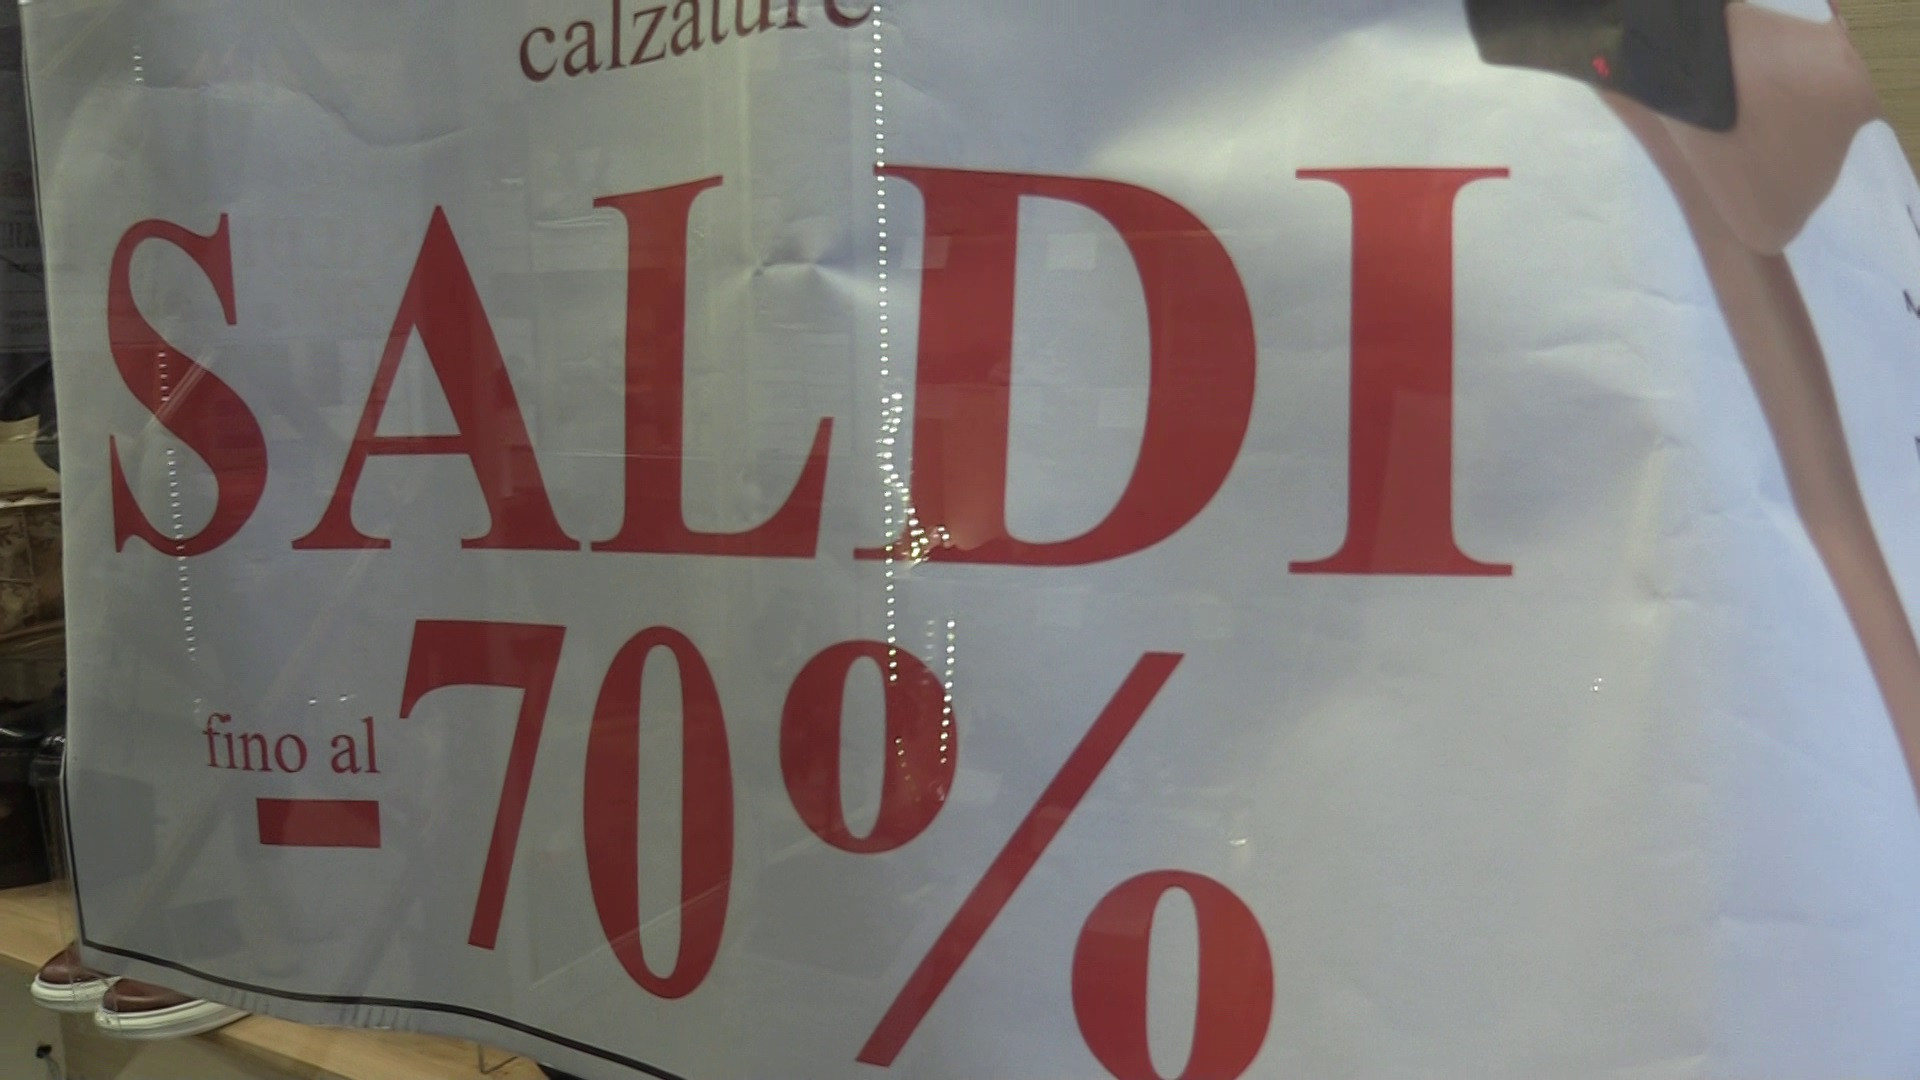 calzature
SALDI
fino al
-70%